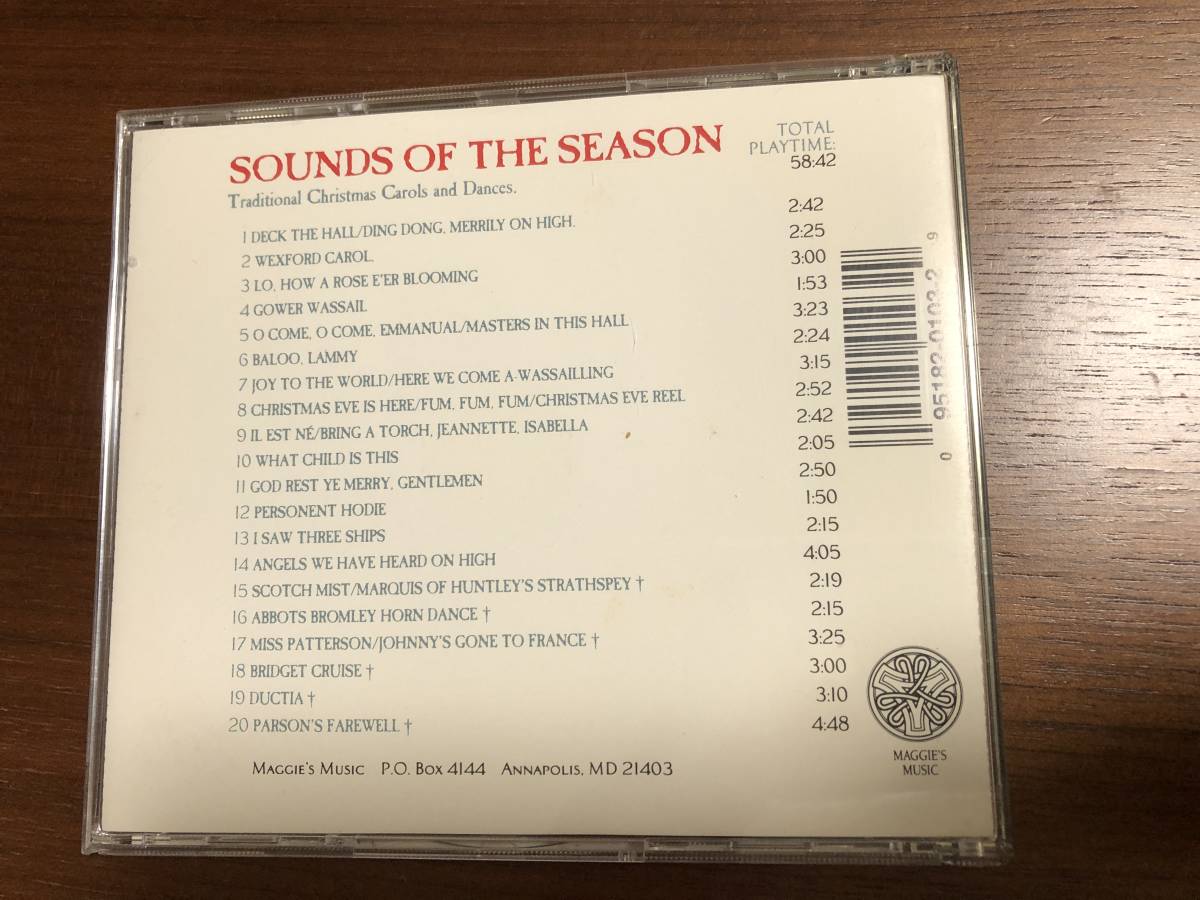 SOUNDS OF THE SEASON
Traditional Christmas Carols and Dances.
TOTAL
PLAYTIME:
58:42
1 DECK THE HALL/DING DONG, MERRILY ON HIGH. 2:42
2 WEXFORD CAROL. 2:25
3 LO, HOW A ROSE E'ER BLOOMING 3:00
4 GOWER WASSAIL 1:53
5 O COME, O COME, EMMANUAL/MASTERS IN THIS HALL 3:23
6 BALOO, LAMMY 2:24
7 JOY TO THE WORLD/HERE WE COME A-WASSAILLING 3:15
8 CHRISTMAS EVE IS HERE/FUM, FUM, FUM/CHRISTMAS EVE REEL 2:52
9 IL EST NÉ/BRING A TORCH, JEANNETTE, ISABELLA 2:42
10 WHAT CHILD IS THIS 2:05
11 GOD REST YE MERRY, GENTLEMEN 2:50
12 PERSONENT HODIE 1:50
13 I SAW THREE SHIPS 2:15
14 ANGELS WE HAVE HEARD ON HIGH 4:05
15 SCOTCH MIST/MARQUIS OF HUNTLEY'S STRATHSPEY † 2:19
16 ABBOTS BROMLEY HORN DANCE † 2:15
17 MISS PATTERSON/JOHNNY'S GONE TO FRANCE † 3:25
18 BRIDGET CRUISE † 3:00
19 DUCTIA † 3:10
20 PARSON'S FAREWELL † 4:48
MAGGIE'S MUSIC P.O. BOX 4144 ANNAPOLIS, MD 21403
0 95182-0103-2 9
MAGGIE'S
MUSIC